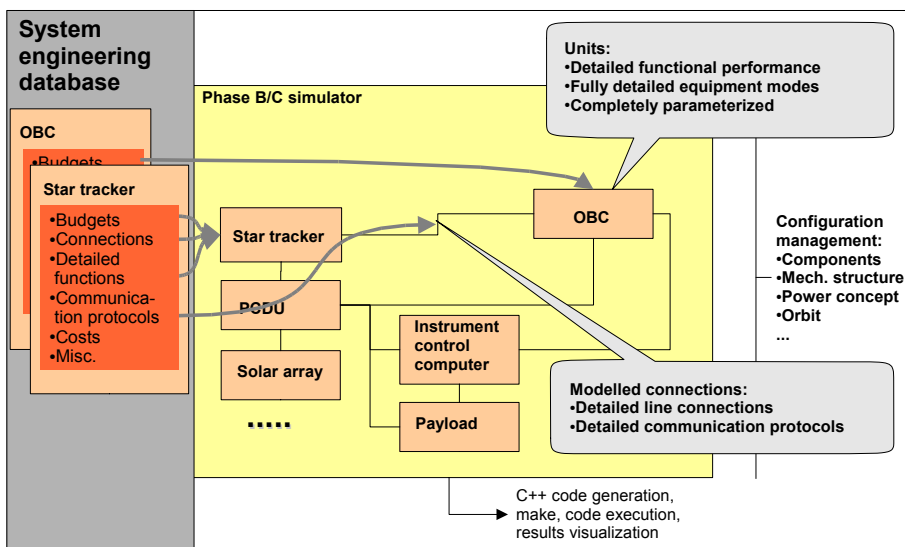 System
engineering
database
OBC
•Budgets
Star tracker
•Budgets
•Connections
•Detailed
functions
•Communica-
tion protocols
•Costs
•Misc.
Phase B/C simulator
Star tracker
PCDU
Solar array
.....
OBC
Instrument
control
computer
Payload
Units:
•Detailed functional performance
•Fully detailed equipment modes
•Completely parameterized
Configuration
management:
•Components
•Mech. structure
•Power concept
•Orbit
...
Modelled connections:
•Detailed line connections
•Detailed communication protocols
C++ code generation,
make, code execution,
results visualization